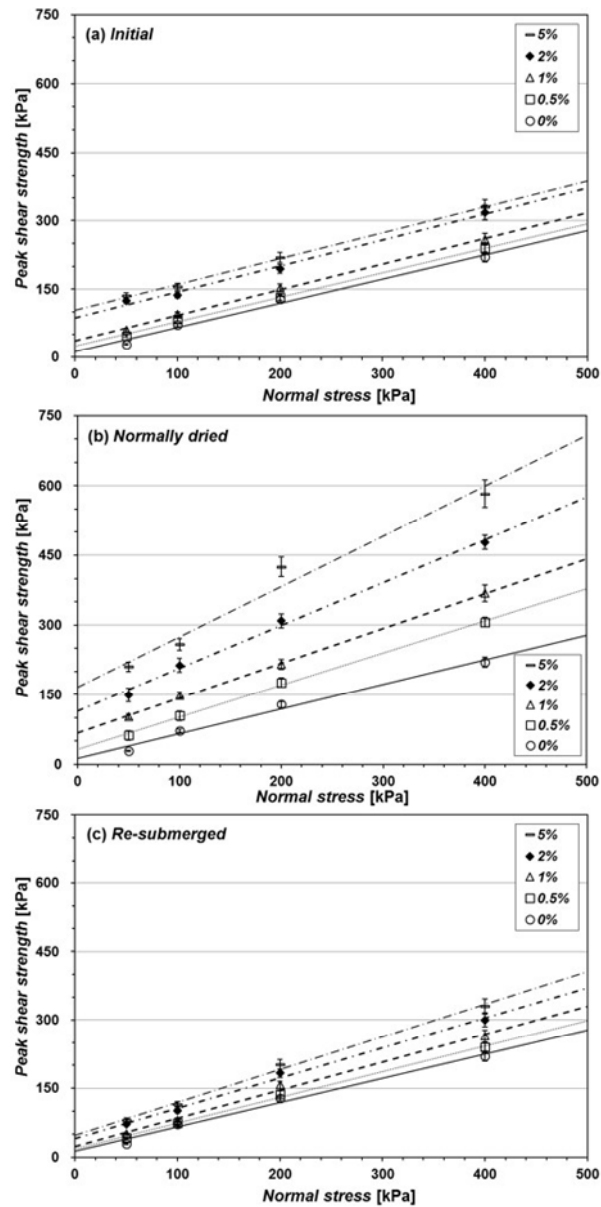 750
(a) Initial
5%
2%
1%
0.5%
0%
600
450
300
150
0
Peak shear strength [kPa]
0 100 200 300 400 500
Normal stress [kPa]
750
(b) Normally dried
600
450
300
150
0
Peak shear strength [kPa]
5%
2%
1%
0.5%
0%
0 100 200 300 400 500
Normal stress [kPa]
750
(c) Re-submerged
5%
2%
1%
0.5%
0%
600
450
300
150
0
Peak shear strength [kPa]
0 100 200 300 400 500
Normal stress [kPa]